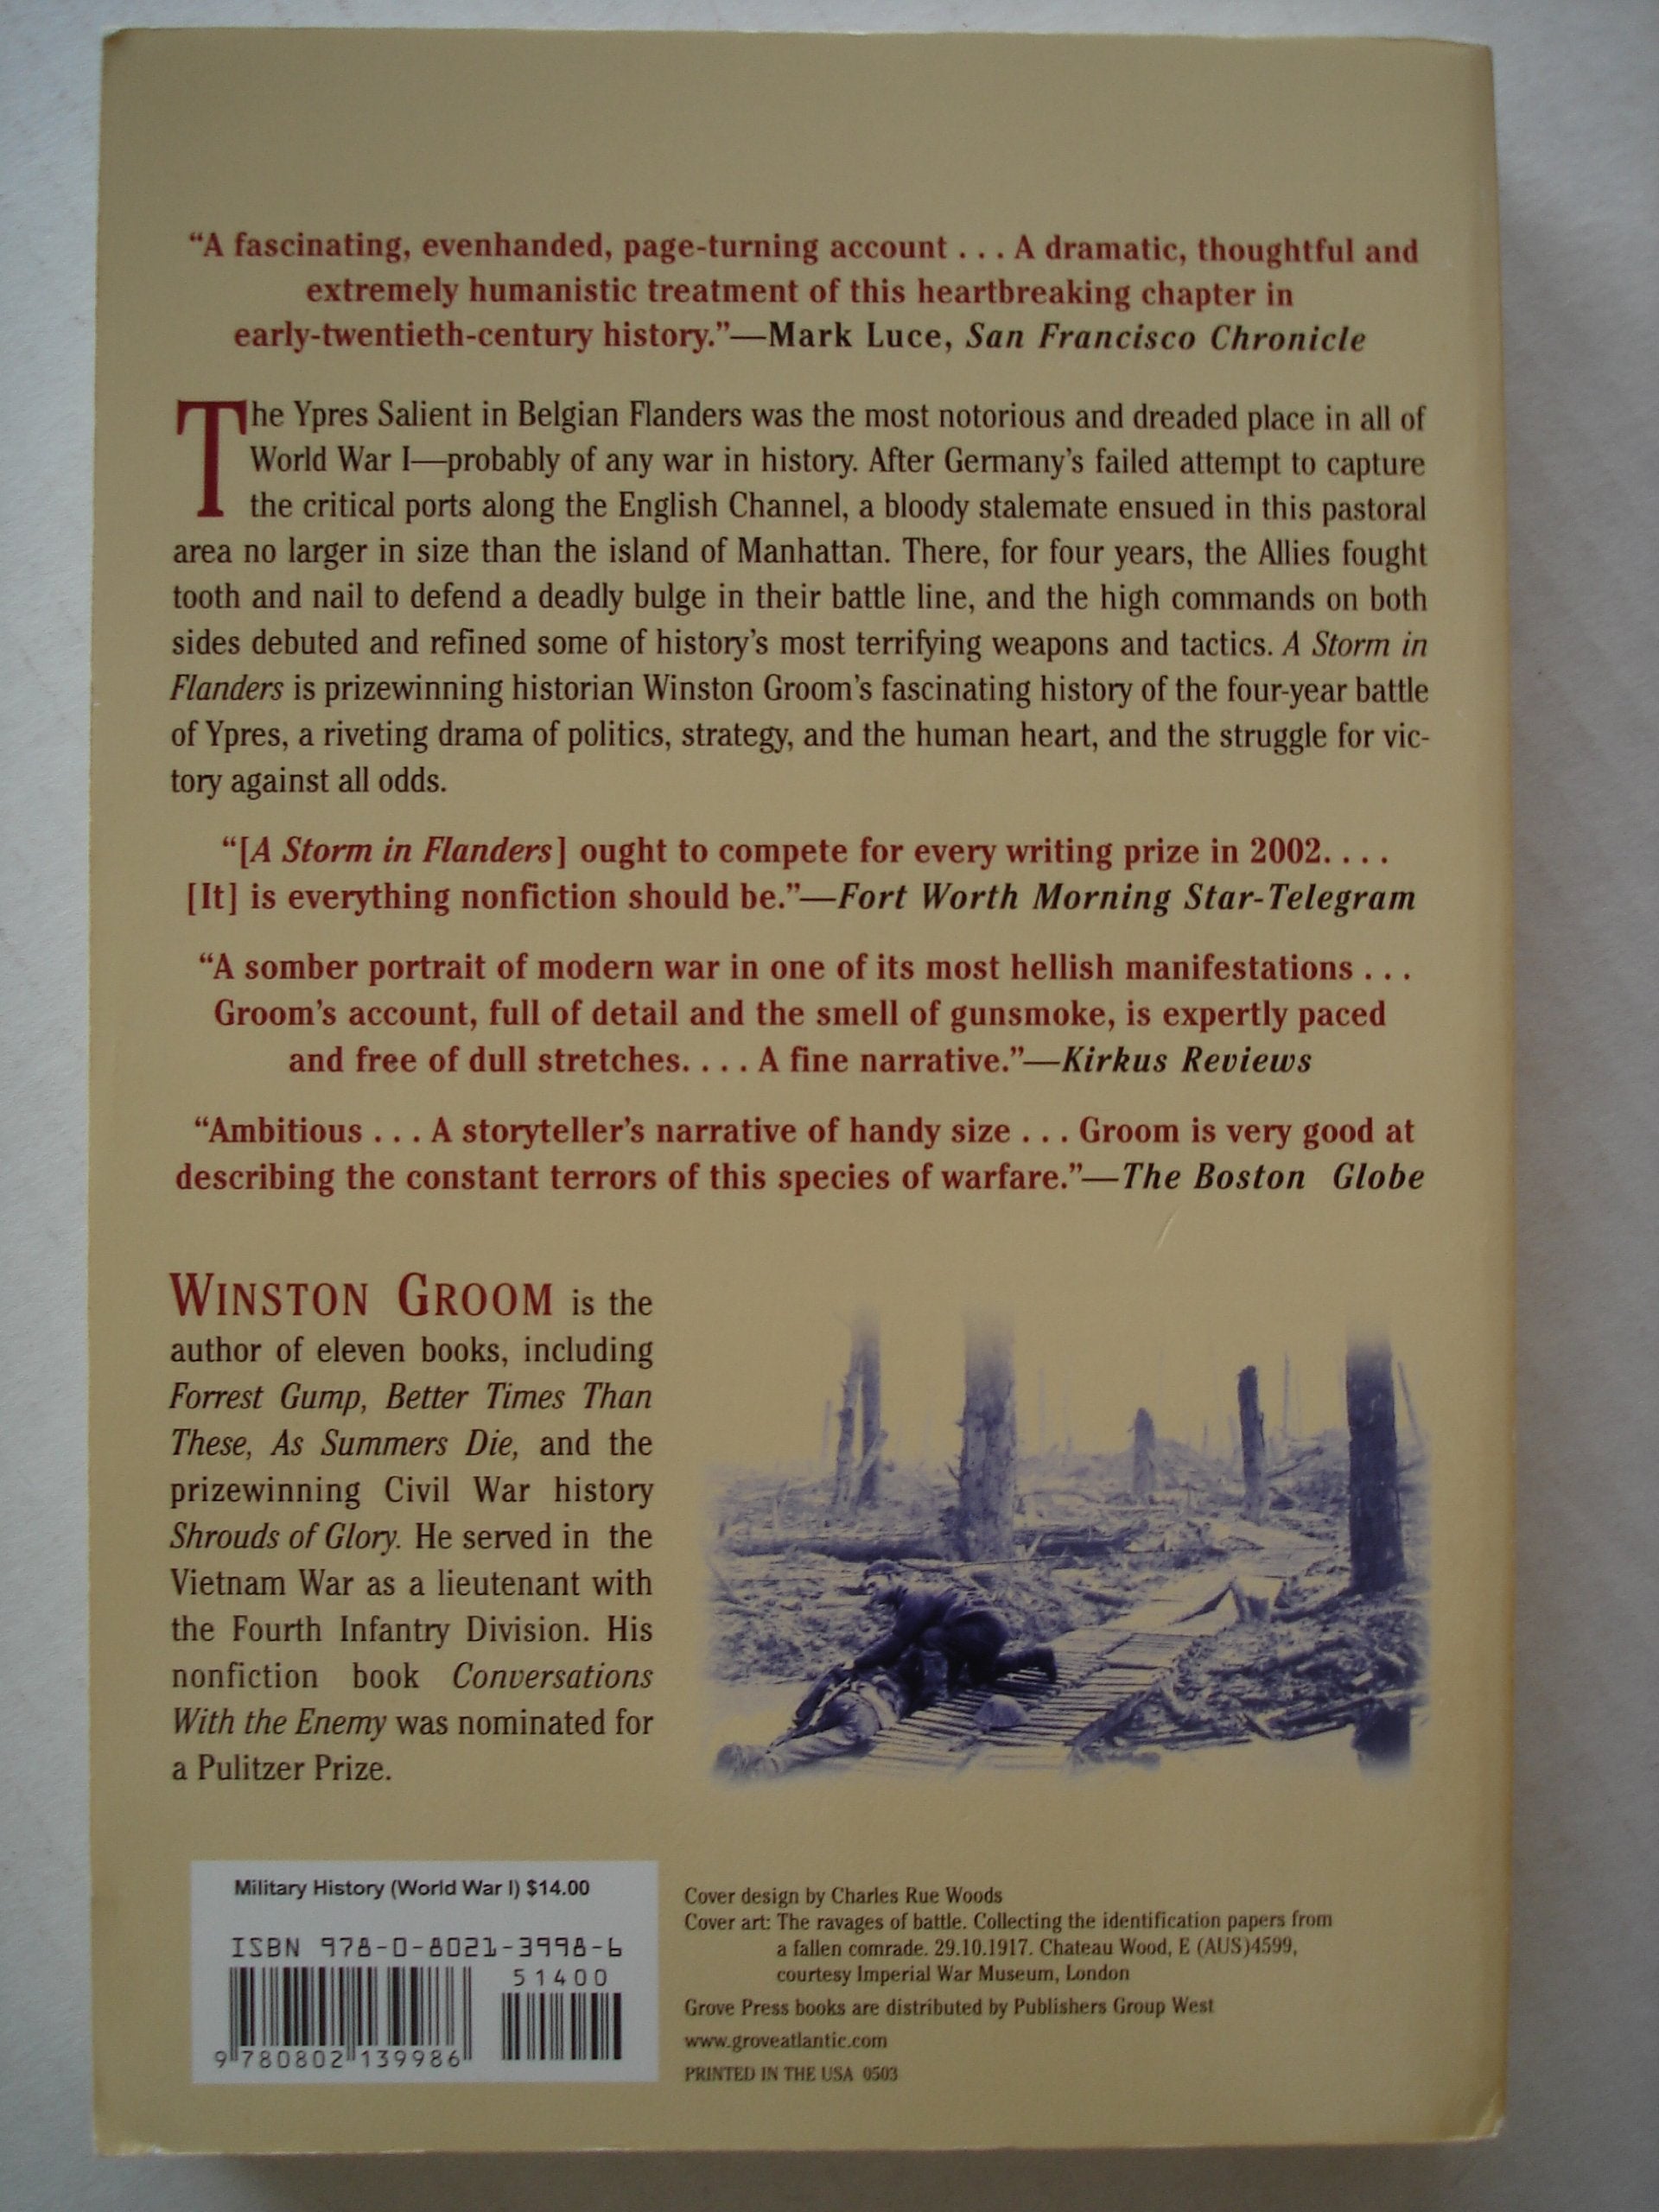 “A fascinating, evenhanded, page-turning account . . . A dramatic, thoughtful and
extremely humanistic treatment of this heartbreaking chapter in
early-twentieth-century history.”—Mark Luce, San Francisco Chronicle
The Ypres Salient in Belgian Flanders was the most notorious and dreaded place in all of
World War I—probably of any war in history. After Germany’s failed attempt to capture
the critical ports along the English Channel, a bloody stalemate ensued in this pastoral
area no larger in size than the island of Manhattan. There, for four years, the Allies fought
tooth and nail to defend a deadly bulge in their battle line, and the high commands on both
sides debuted and refined some of history’s most terrifying weapons and tactics. A Storm in
Flanders is prizewinning historian Winston Groom’s fascinating history of the four-year battle
of Ypres, a riveting drama of politics, strategy, and the human heart, and the struggle for vic-
tory against all odds.
“[A Storm in Flanders] ought to compete for every writing prize in 2002. . . .
[It] is everything nonfiction should be.”—Fort Worth Morning Star-Telegram
“A somber portrait of modern war in one of its most hellish manifestations . . .
Groom’s account, full of detail and the smell of gunsmoke, is expertly paced
and free of dull stretches. . . . A fine narrative.”—Kirkus Reviews
“Ambitious . . . A storyteller’s narrative of handy size . . . Groom is very good at
describing the constant terrors of this species of warfare.”—The Boston Globe
WINSTON GROOM is the
author of eleven books, including
Forrest Gump, Better Times Than
These, As Summers Die, and the
prizewinning Civil War history
Shrouds of Glory. He served in the
Vietnam War as a lieutenant with
the Fourth Infantry Division. His
nonfiction book Conversations
With the Enemy was nominated for
a Pulitzer Prize.
Military History (World War I) $14.00
ISBN 978-0-8021-3998-6
51400
9 780802 139986
Cover design by Charles Rue Woods
Cover art: The ravages of battle. Collecting the identification papers from
a fallen comrade. 29.10.1917. Chateau Wood, E (AUS)4599,
courtesy Imperial War Museum, London
Grove Press books are distributed by Publishers Group West
www.groveatlantic.com
PRINTED IN THE USA 0503